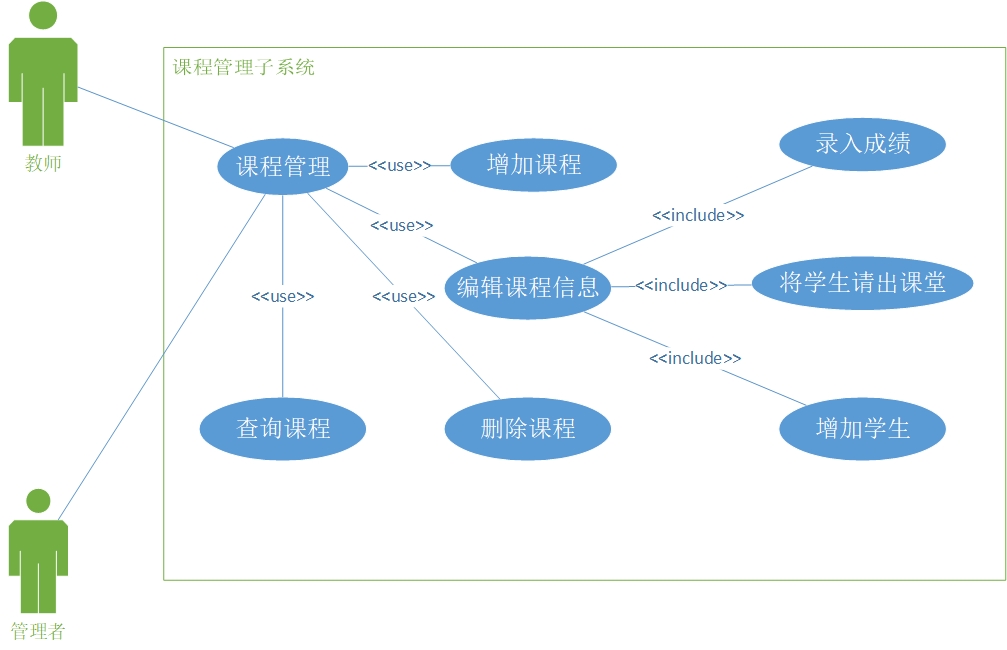 课程管理子系统
教师
课程管理
<<use>>
增加课程
录入成绩
<<include>>
<<use>>
编辑课程信息
<<include>>
将学生请出课堂
<<use>>
<<use>>
<<include>>
查询课程
删除课程
增加学生
管理者